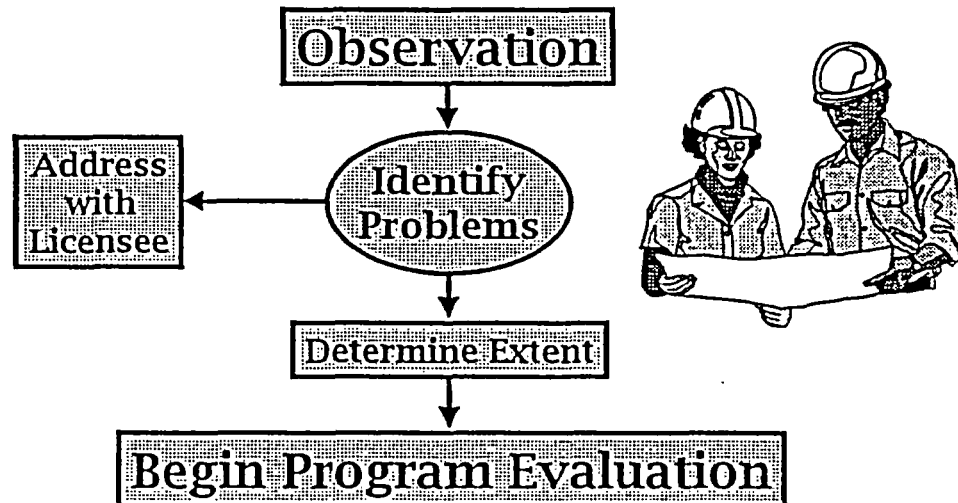 Observation
Address
with
Licensee
Identify
Problems
Determine Extent
Begin Program Evaluation